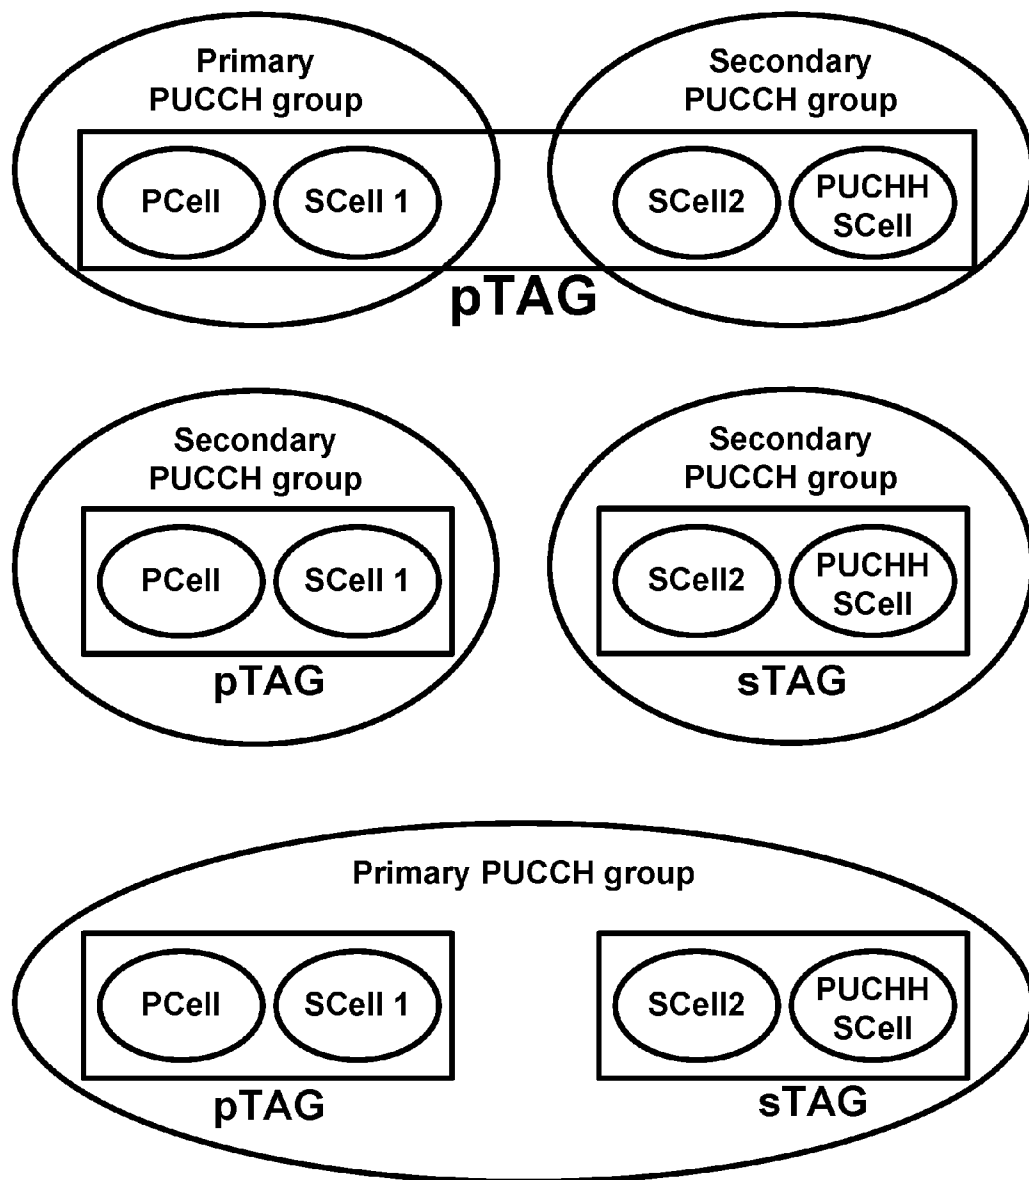 Primary
PUCCH group
Secondary
PUCCH group
PCell
SCell 1
SCell2
PUCHH
SCell
pTAG
Secondary
PUCCH group
Secondary
PUCCH group
PCell
SCell 1
SCell2
PUCHH
SCell
pTAG
sTAG
Primary PUCCH group
PCell
SCell 1
SCell2
PUCHH
SCell
pTAG
sTAG